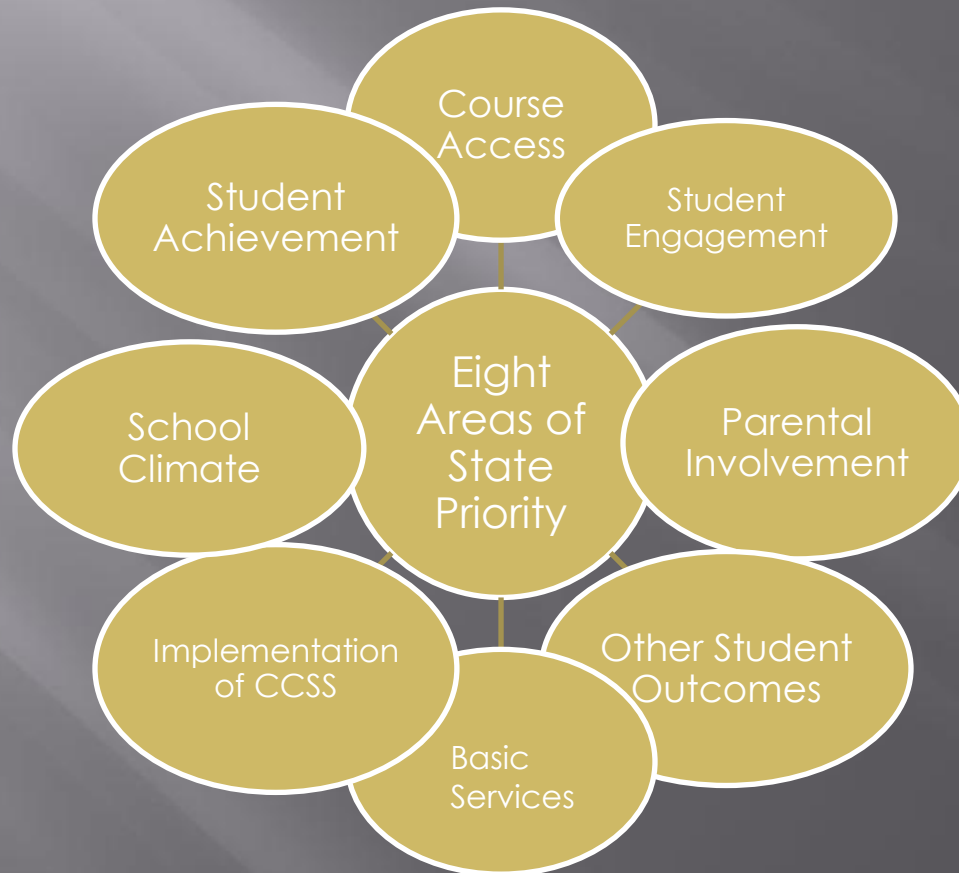 Course
Access
Student
Engagement
Parental
Involvement
Other Student
Outcomes
Basic
Services
Implementation
of CCSS
School
Climate
Student
Achievement
Eight
Areas of
State
Priority